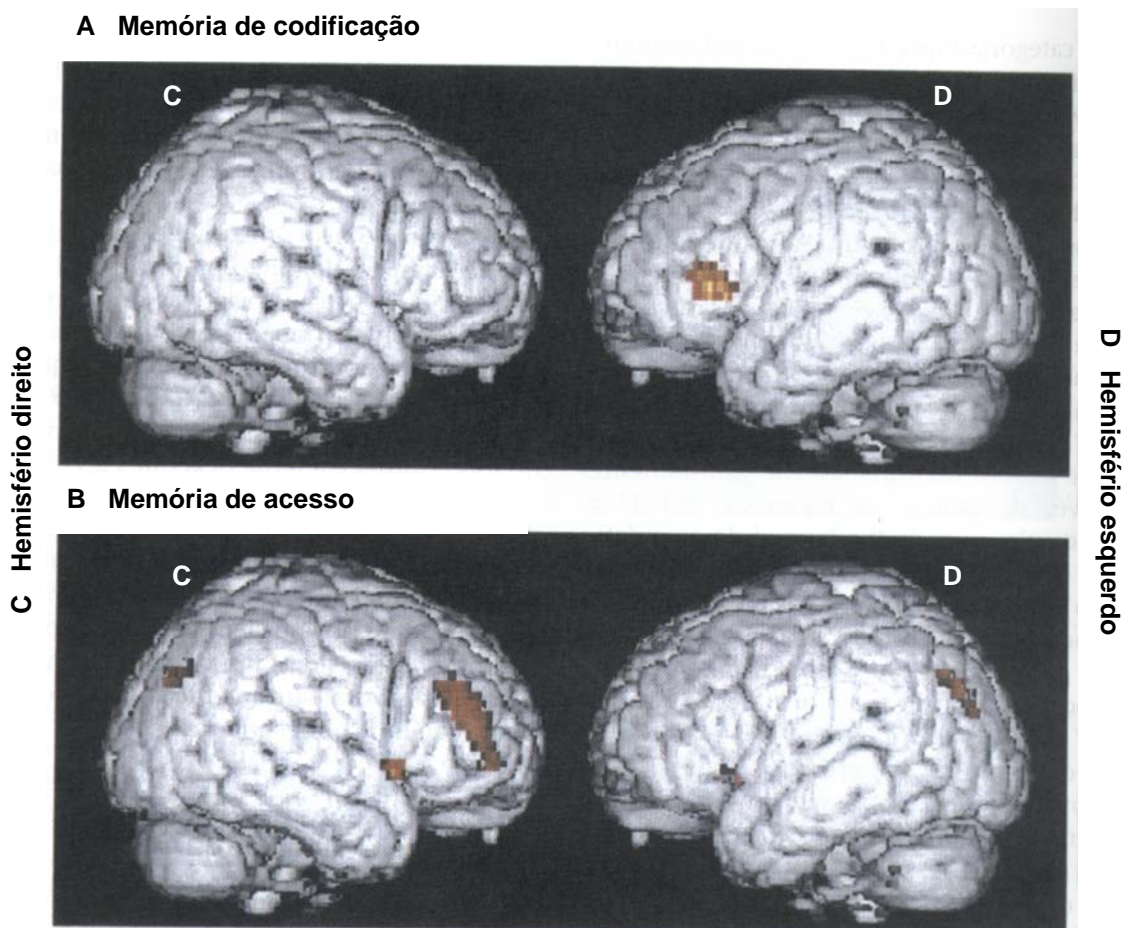 A Memória de codificação
C
D
C Hemisfério direito
D Hemisfério esquerdo
B Memória de acesso
C
D